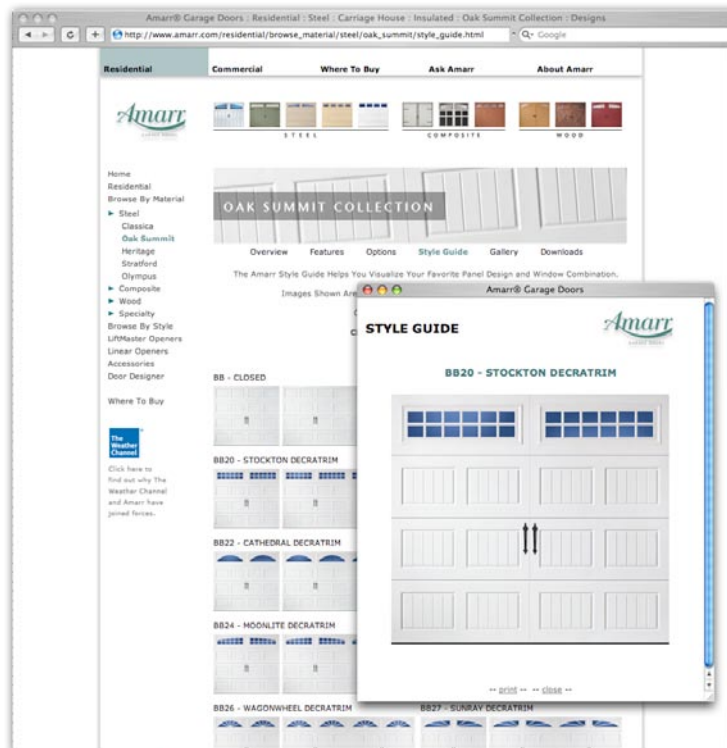 Amarr® Garage Doors : Residential : Steel : Carriage House : Insulated : Oak Summit Collection : Designs
http://www.amarr.com/residential/browse_material/steel/oak_summit/style_guide.html
Google
Residential Commercial Where To Buy Ask Amarr About Amarr
Amarr
STEEL COMPOSITE WOOD
Home
Residential
Browse By Material
Steel
Classica
Oak Summit
Heritage
Stratford
Olympus
Composite
Wood
Specialty
Browse By Style
LiftMaster Openers
Linear Openers
Accessories
Door Designer
Where To Buy
The
Weather
Channel
Click here to
find out why The
Weather Channel
and Amarr have
joined forces.
OAK SUMMIT COLLECTION
Overview Features Options Style Guide Gallery Downloads
The Amarr Style Guide Helps You Visualize Your Favorite Panel Design and Window Combination.
Images Shown Are
BB - CLOSED
BB20 - STOCKTON DECRATRIM
BB22 - CATHEDRAL DECRATRIM
BB24 - MOONLITE DECRATRIM
BB26 - WAGONWHEEL DECRATRIM BB27 - SUNRAY DECRATRIM
Amarr® Garage Doors
STYLE GUIDE
Amarr
BB20 - STOCKTON DECRATRIM
-- print -- -- close --